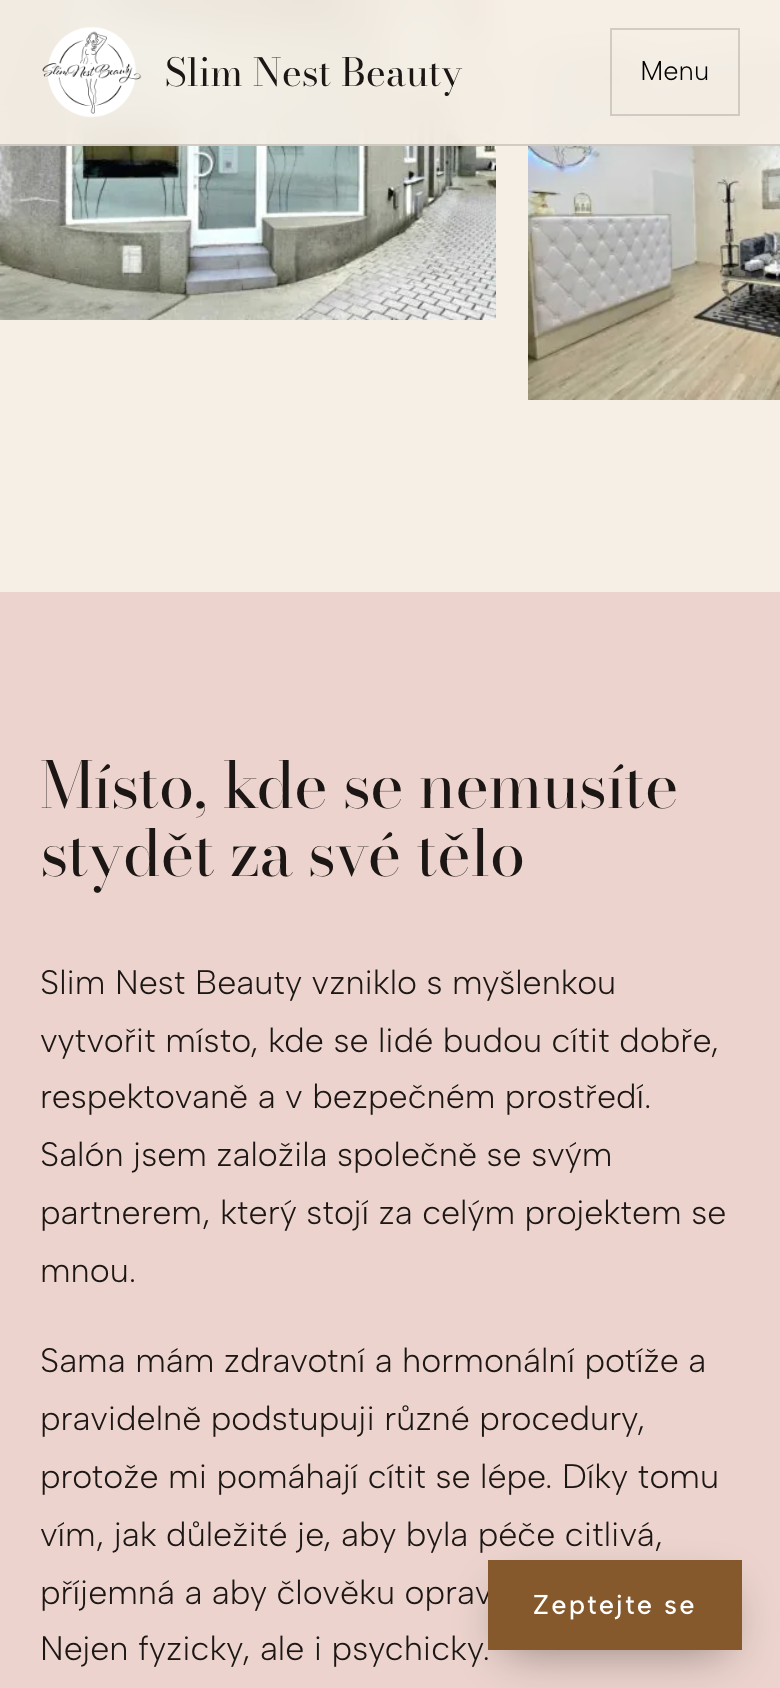 Slim Nest Beauty
Slim Nest Beauty
Menu
Místo, kde se nemusíte
stydět za své tělo
Slim Nest Beauty vzniklo s myšlenkou
vytvořit místo, kde se lidé budou cítit dobře,
respektovaně a v bezpečném prostředí.
Salón jsem založila společně se svým
partnerem, který stojí za celým projektem se
mnou.
Sama mám zdravotní a hormonální potíže a
pravidelně podstupuji různé procedury,
protože mi pomáhají cítit se lépe. Díky tomu
vím, jak důležité je, aby byla péče citlivá,
příjemná a aby člověku oprav
Zeptejte se
Nejen fyzicky, ale i psychicky.